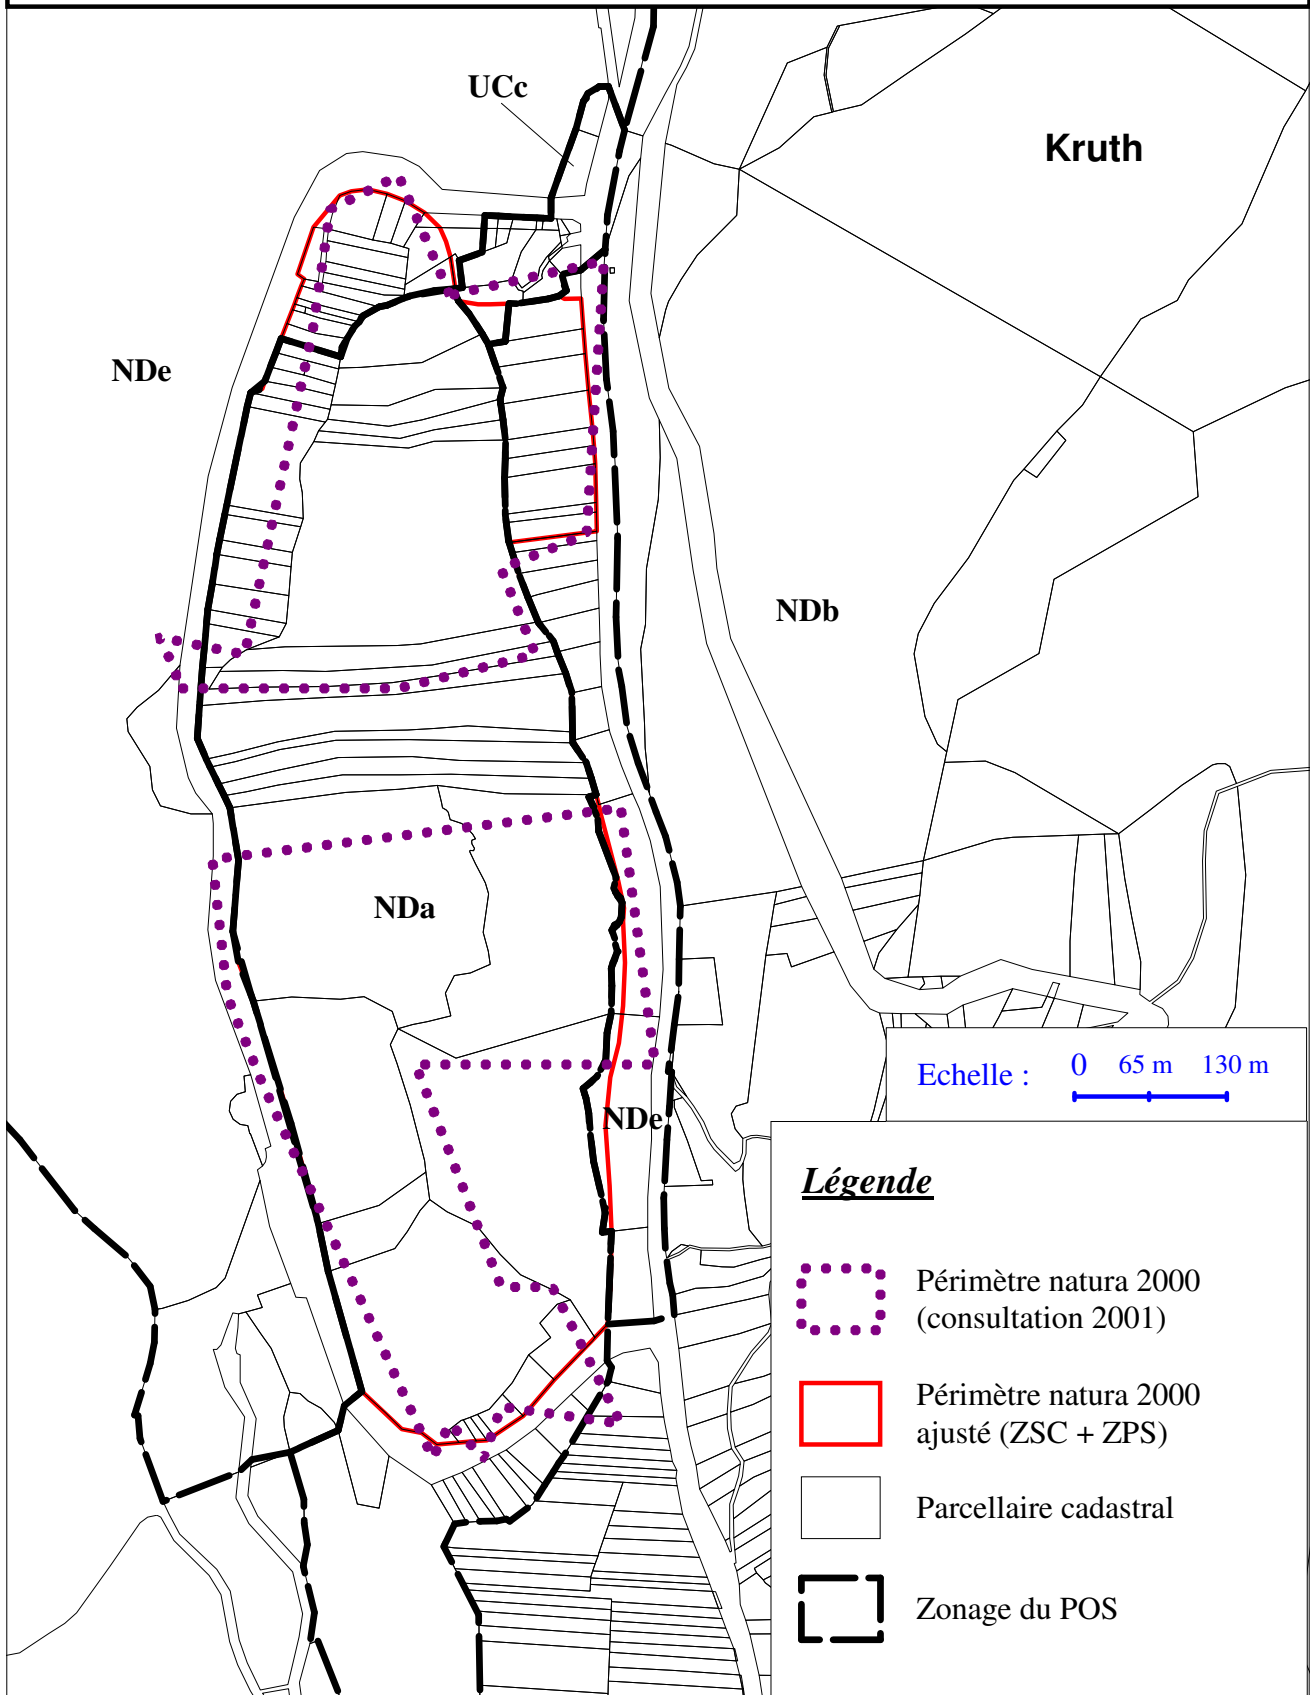 UCc
Kruth
NDe
NDb
NDa
Echelle : 0 65 m 130 m
NDe
Légende
Périmètre natura 2000
(consultation 2001)
Périmètre natura 2000
ajusté (ZSC + ZPS)
Parcellaire cadastral
Zonage du POS